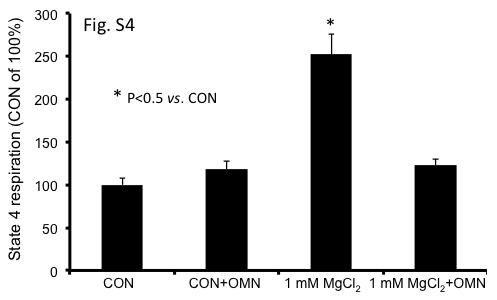 Fig. S4
State 4 respiration (CON of 100%)
300
250
200
150
100
50
0
*
* P<0.5 vs. CON
CON
CON+OMN
1 mM MgCl₂
1 mM MgCl₂+OMN